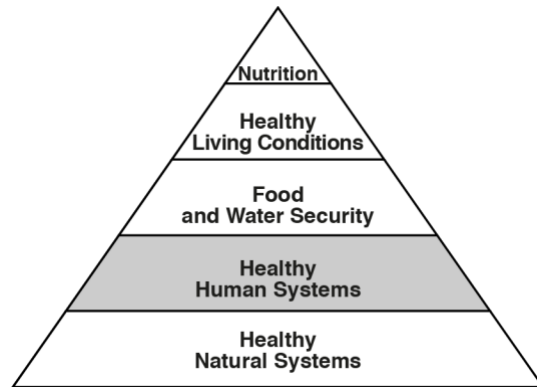 Nutrition
Healthy
Living Conditions
Food
and Water Security
Healthy
Human Systems
Healthy
Natural Systems